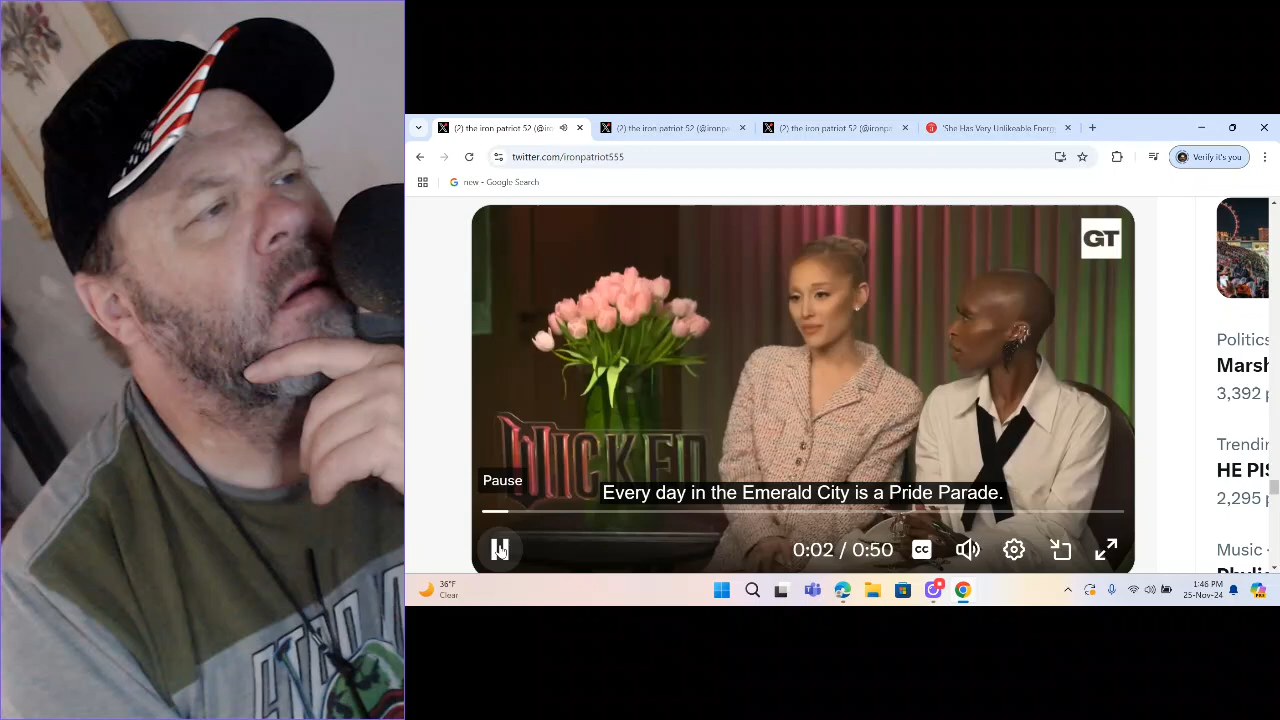 (2) the iron patriot 52 (@iro
(2) the iron patriot 52 (@ironpa
(2) the iron patriot 52 (@ironpa
'She Has Very Unlikeable Energ
twitter.com/ironpatriot555
Verify it's you
new - Google Search
GT
WICKED
Pause
Every day in the Emerald City is a Pride Parade.
0:02 / 0:50
CC
Politics
Marsh
3,392 p
Trendin
HE PIS
2,295 p
Music
36°F
Clear
1:46 PM
25-Nov-24